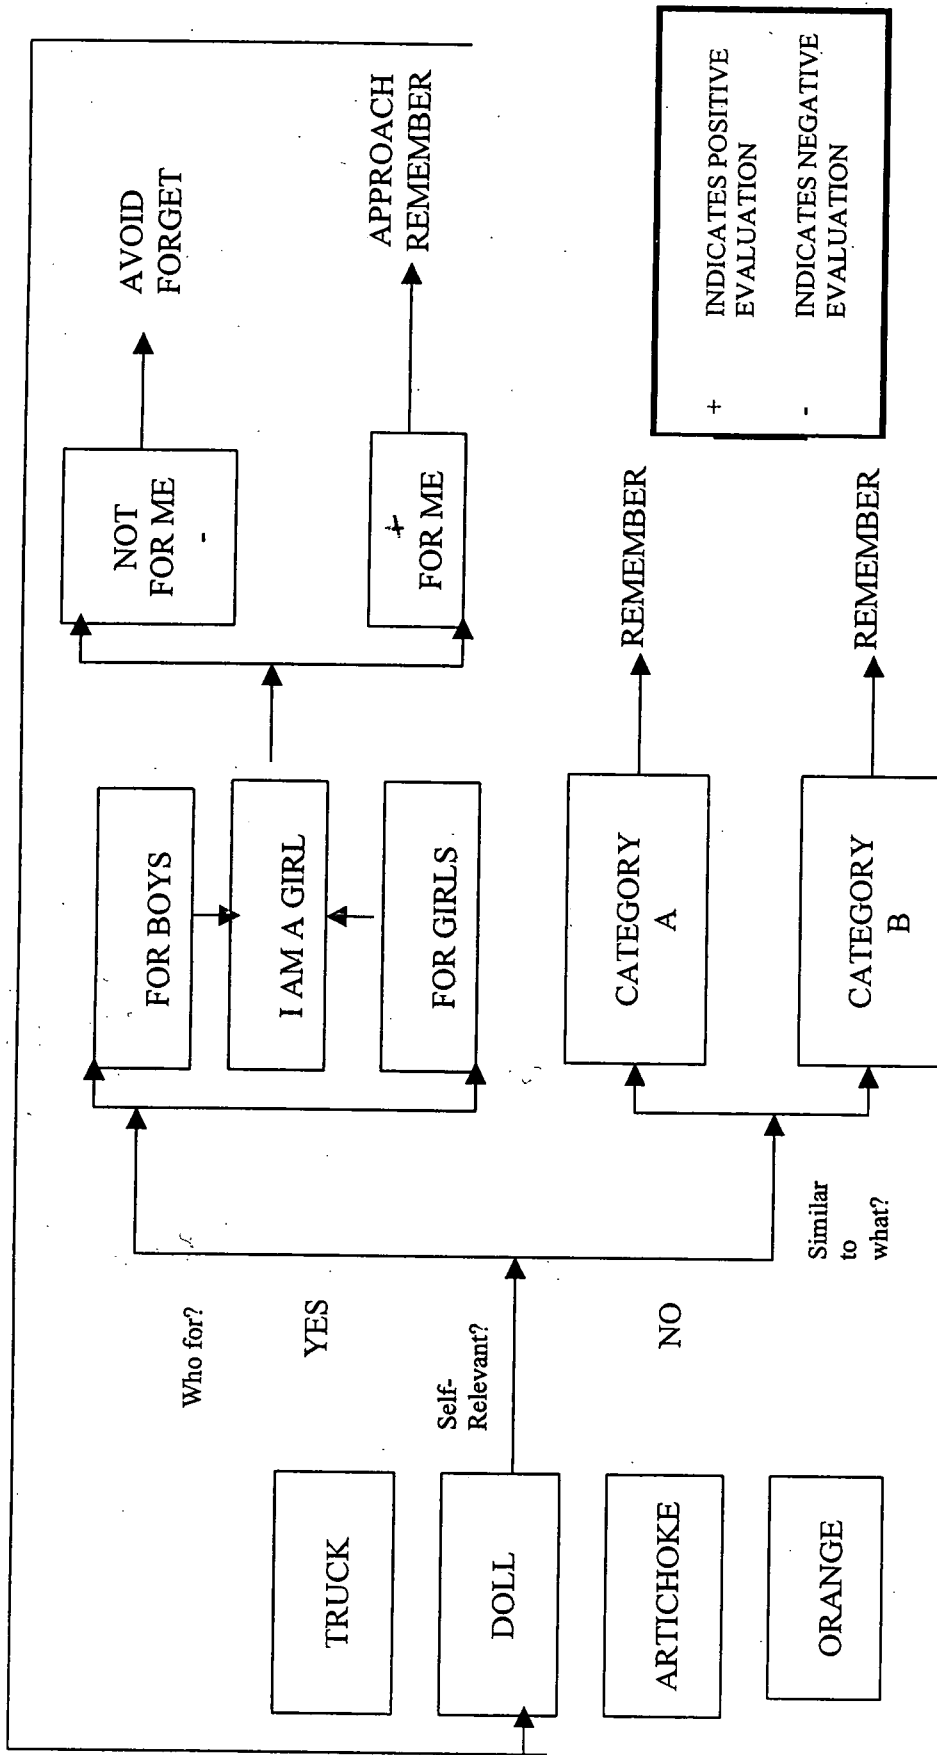 TRUCK
DOLL
ARTICHOKE
ORANGE
Who for?
YES
Self-
Relevant?
NO
Similar
to
what?
FOR BOYS
I AM A GIRL
FOR GIRLS
CATEGORY
A
CATEGORY
B
NOT
FOR ME
-
+
FOR ME
AVOID
FORGET
APPROACH
REMEMBER
REMEMBER
REMEMBER
+ INDICATES POSITIVE
EVALUATION
- INDICATES NEGATIVE
EVALUATION